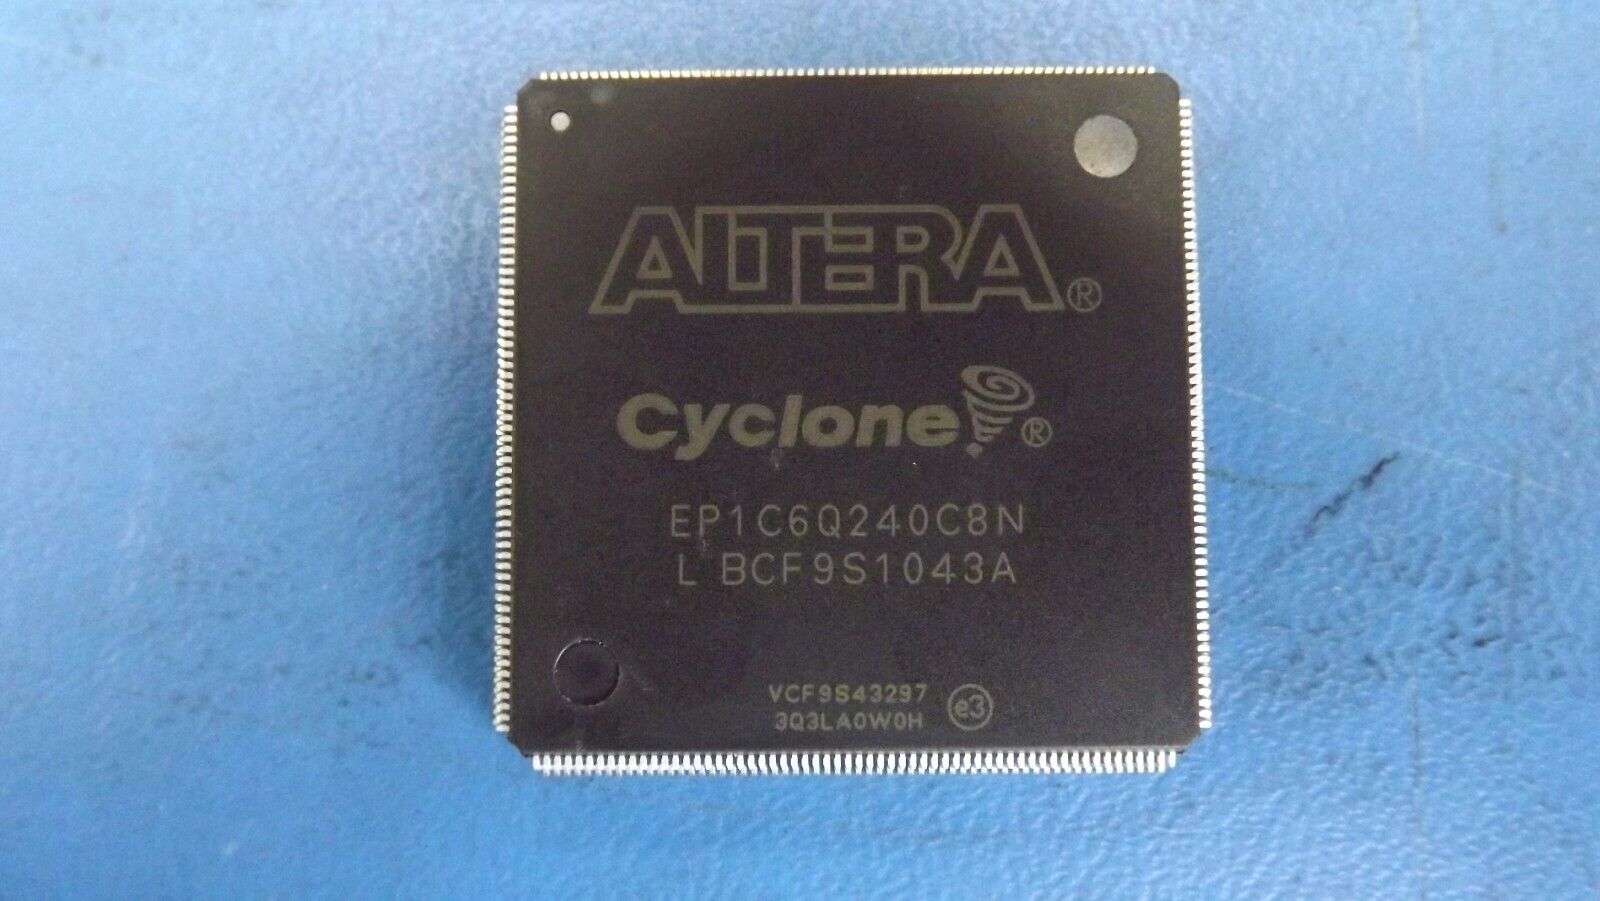 ALTERA®
Cyclone®
EP1C6Q240C8N
L BCF9S1043A
VCF9S43297
3Q3LA0W0H
e3